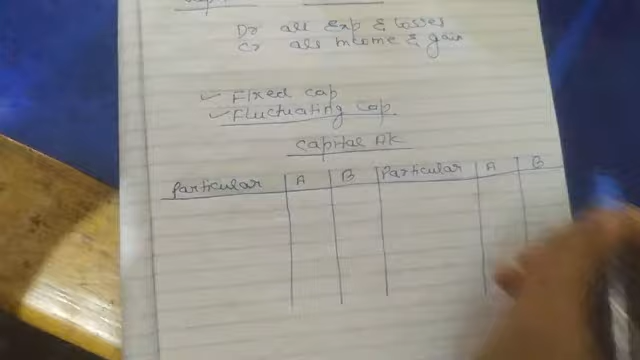 Dr all Exp & Losses
Cr all Income & gain
Fixed cap
Fluctuating Cap.
Capital A/c
Particular A B Particular A B